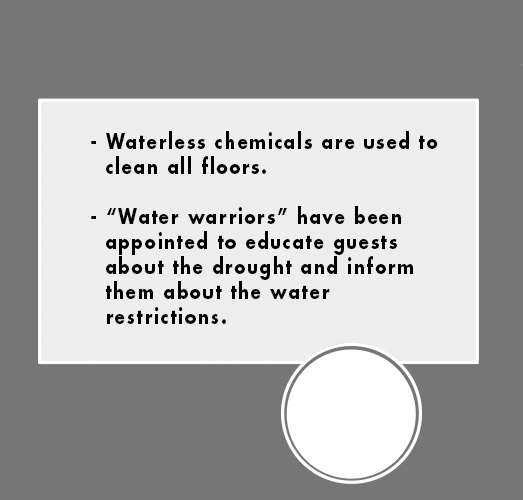 - Waterless chemicals are used to
clean all floors.
- “Water warriors” have been
appointed to educate guests
about the drought and inform
them about the water
restrictions.